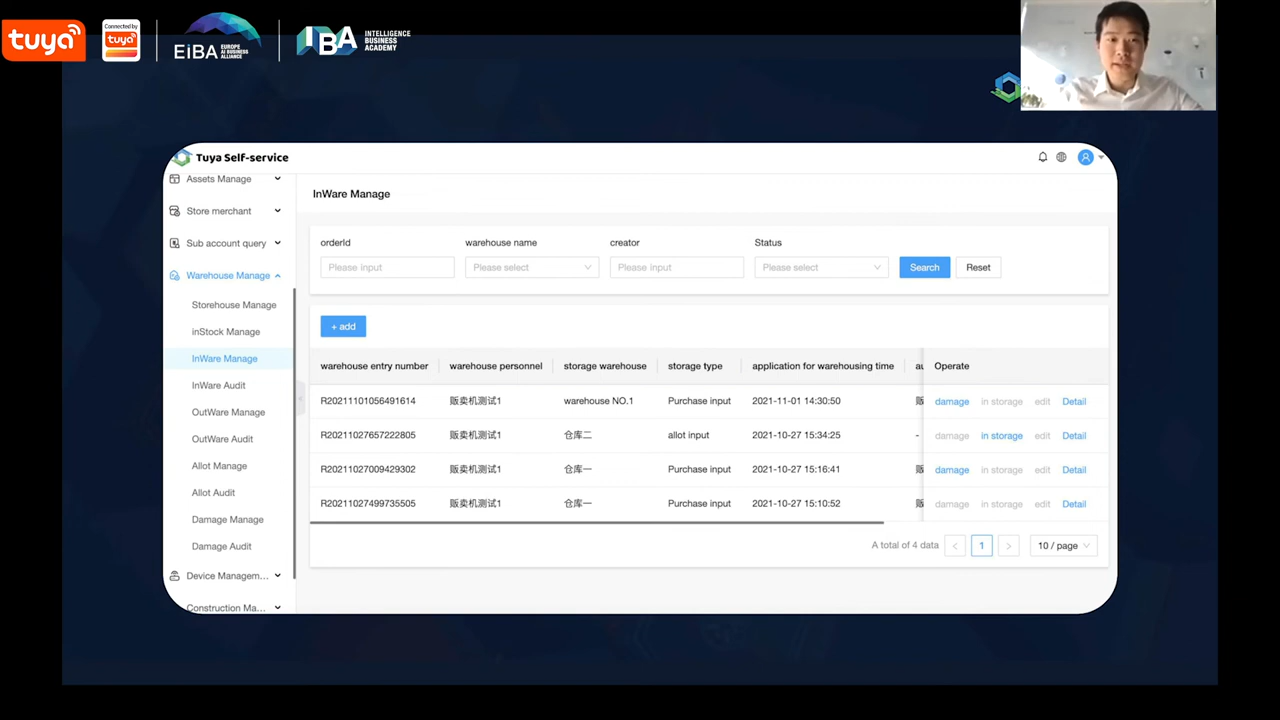 tuya
Connected by
tuya
EiBA EUROPE AI BUSINESS ALLIANCE
IBA INTELLIGENCE BUSINESS ACADEMY
Tuya Self-service
Assets Manage
Store merchant
Sub account query
Warehouse Manage
Storehouse Manage
inStock Manage
InWare Manage
InWare Audit
OutWare Manage
OutWare Audit
Allot Manage
Allot Audit
Damage Manage
Damage Audit
Device Managem...
Construction Ma...
InWare Manage
orderId warehouse name creator Status
Please input Please select Please input Please select Search Reset
+ add
warehouse entry number warehouse personnel storage warehouse storage type application for warehousing time au Operate
R20211101056491614 贩卖机测试1 warehouse NO.1 Purchase input 2021-11-01 14:30:50 贩 damage in storage edit Detail
R20211027657222805 贩卖机测试1 仓库二 allot input 2021-10-27 15:34:25 - damage in storage edit Detail
R20211027009429302 贩卖机测试1 仓库一 Purchase input 2021-10-27 15:16:41 贩 damage in storage edit Detail
R20211027499735505 贩卖机测试1 仓库一 Purchase input 2021-10-27 15:10:52 贩 damage in storage edit Detail
A total of 4 data < 1 > 10 / page